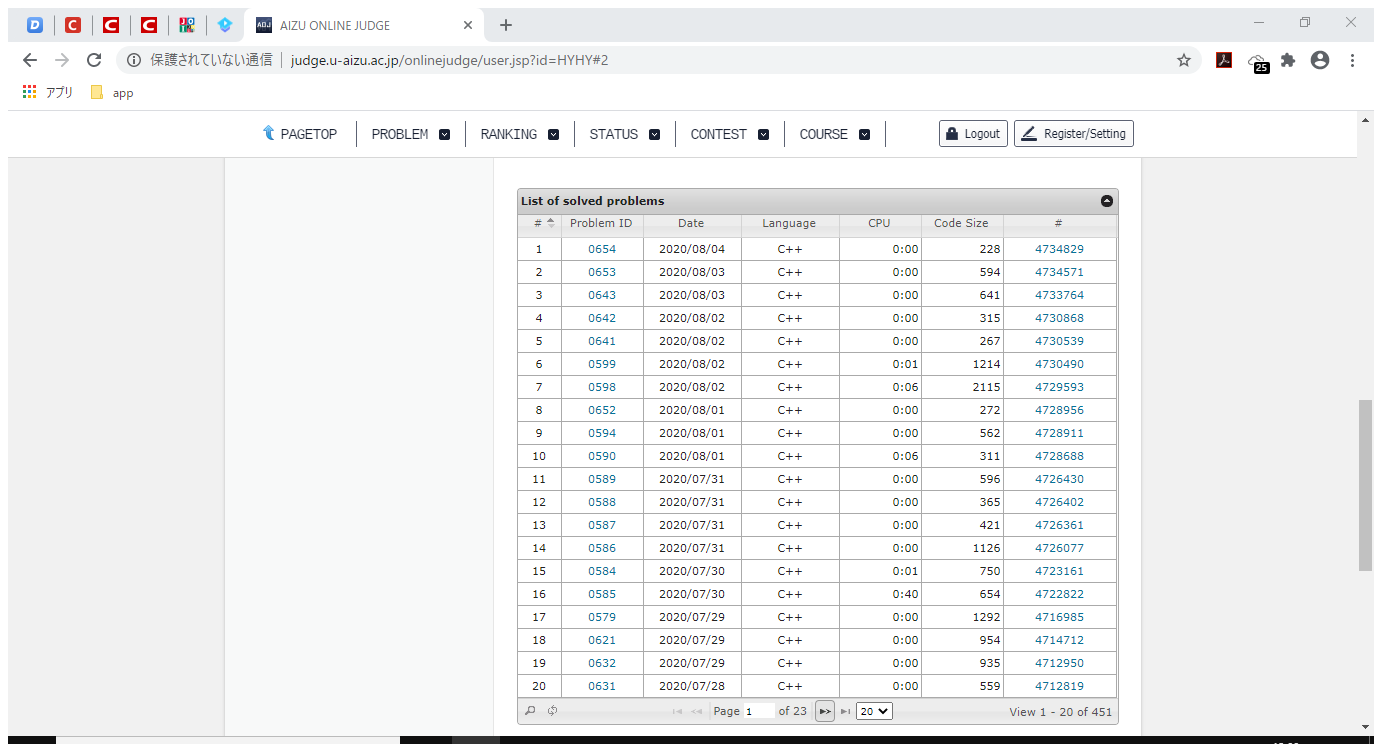 AIZU ONLINE JUDGE
保護されていない通信 judge.u-aizu.ac.jp/onlinejudge/user.jsp?id=HYHY#2
25
アプリ app
PAGETOP PROBLEM RANKING STATUS CONTEST COURSE Logout Register/Setting
List of solved problems
# Problem ID Date Language CPU Code Size #
1 0654 2020/08/04 C++ 0:00 228 4734829
2 0653 2020/08/03 C++ 0:00 594 4734571
3 0643 2020/08/03 C++ 0:00 641 4733764
4 0642 2020/08/02 C++ 0:00 315 4730868
5 0641 2020/08/02 C++ 0:00 267 4730539
6 0599 2020/08/02 C++ 0:01 1214 4730490
7 0598 2020/08/02 C++ 0:06 2115 4729593
8 0652 2020/08/01 C++ 0:00 272 4728956
9 0594 2020/08/01 C++ 0:00 562 4728911
10 0590 2020/08/01 C++ 0:06 311 4728688
11 0589 2020/07/31 C++ 0:00 596 4726430
12 0588 2020/07/31 C++ 0:00 365 4726402
13 0587 2020/07/31 C++ 0:00 421 4726361
14 0586 2020/07/31 C++ 0:00 1126 4726077
15 0584 2020/07/30 C++ 0:01 750 4723161
16 0585 2020/07/30 C++ 0:40 654 4722822
17 0579 2020/07/29 C++ 0:00 1292 4716985
18 0621 2020/07/29 C++ 0:00 954 4714712
19 0632 2020/07/29 C++ 0:00 935 4712950
20 0631 2020/07/28 C++ 0:00 559 4712819
Page 1 of 23 20 View 1 - 20 of 451